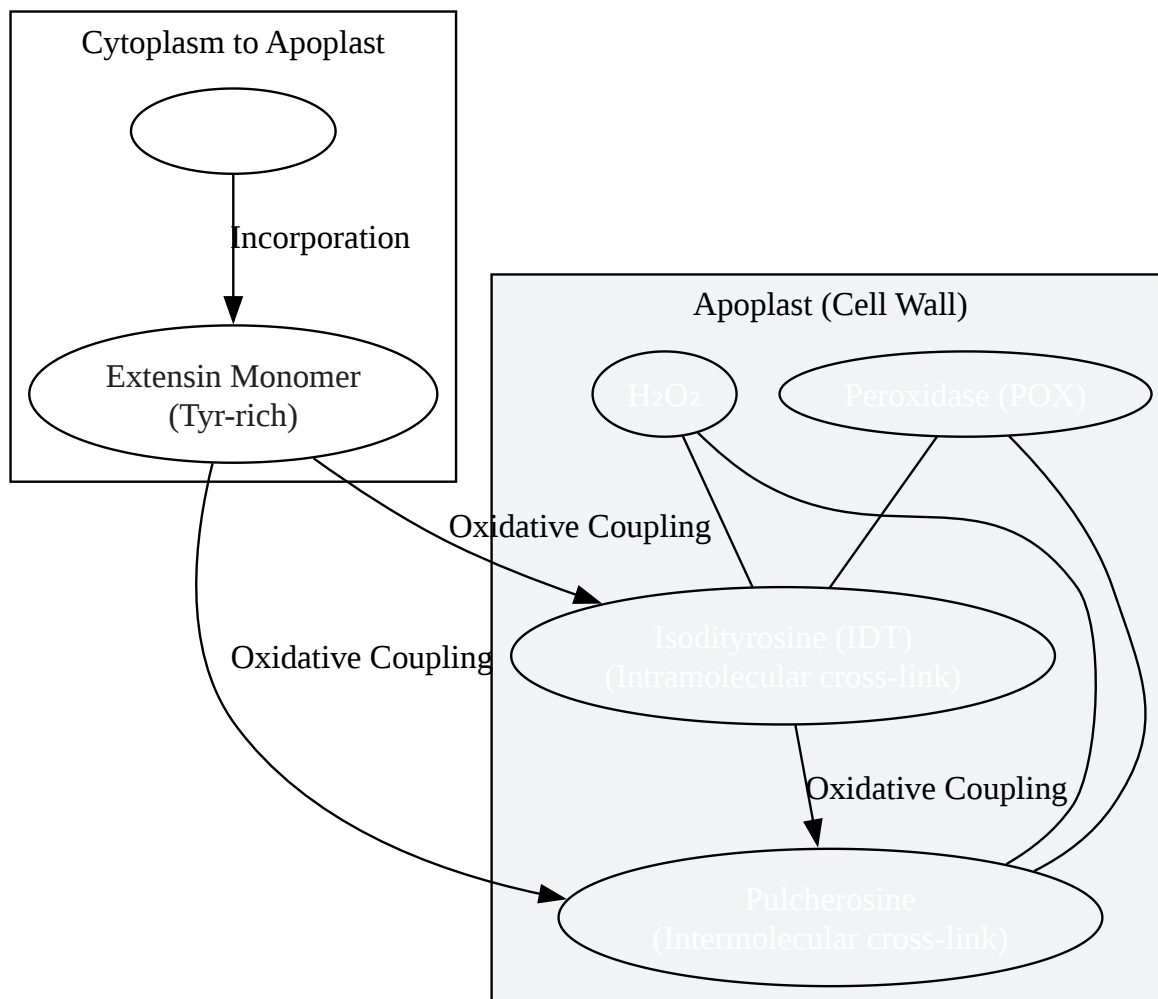 Cytoplasm to Apoplast
Incorporation
Extensin Monomer
(Tyr-rich)
Apoplast (Cell Wall)
H₂O₂
Peroxidase (POX)
Oxidative Coupling
Isodityrosine (IDT)
(Intramolecular cross-link)
Oxidative Coupling
Oxidative Coupling
Pulcherosine
(Intermolecular cross-link)